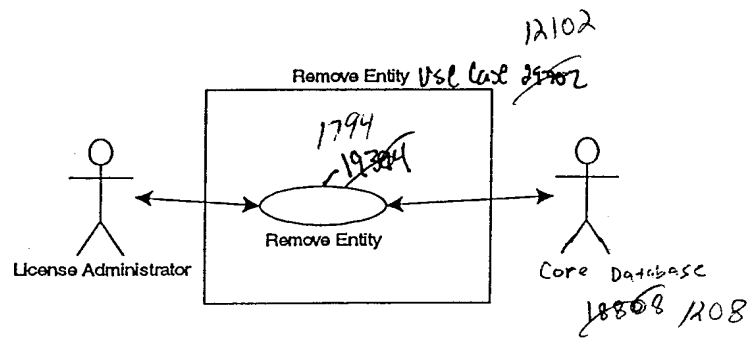 12102
Remove Entity Use Case
1794
Remove Entity
License Administrator
Core Database
1208